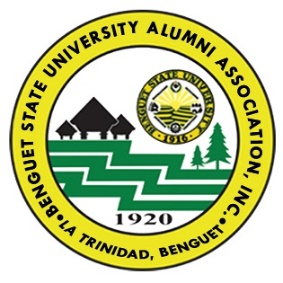 BENGUET STATE UNIVERSITY ALUMNI ASSOCIATION, INC.
LA TRINIDAD, BENGUET
BENGUET STATE UNIVERSITY
1916
1920